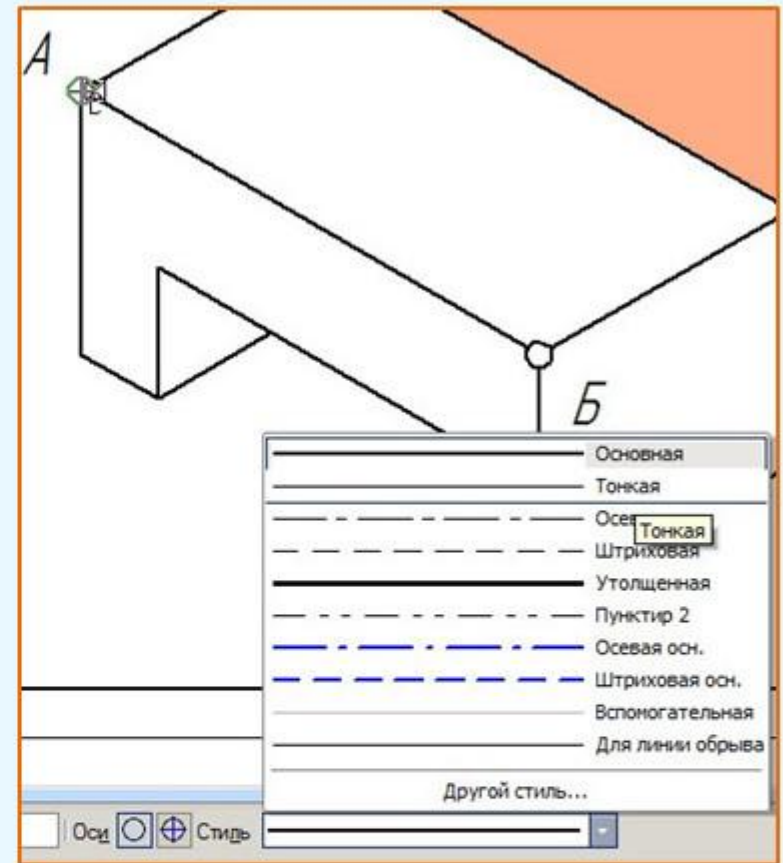 А
Б
Основная
Тонкая
Осев
Тонкая
Штриховая
Утолщенная
Пунктир 2
Осевая осн.
Штриховая осн.
Вспомогательная
Для линии обрыва
Другой стиль...
Оси Стиль